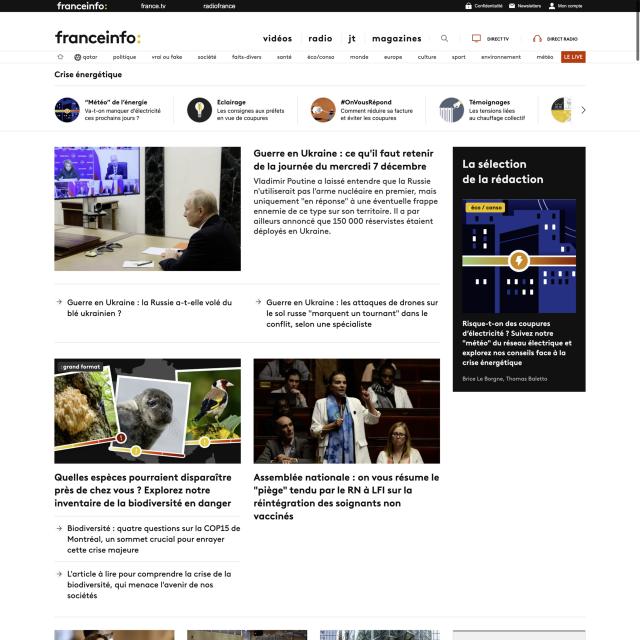 franceinfo:
france.tv
radiofrance
Confidentialité
Newsletters
Mon compte
franceinfo:
vidéos
radio
jt
magazines
DIRECT TV
DIRECT RADIO
qatar
politique
vrai ou fake
société
faits-divers
santé
éco/conso
monde
europe
culture
sport
environnement
météo
LE LIVE
Crise énergétique
"Météo" de l'énergie
Va-t-on manquer d'électricité
ces prochains jours ?
Eclairage
Les consignes aux préfets
en vue de coupures
#OnVousRépond
Comment réduire sa facture
et éviter les coupures
Témoignages
Les tensions liées
au chauffage collectif
Guerre en Ukraine : ce qu'il faut retenir
de la journée du mercredi 7 décembre
Vladimir Poutine a laissé entendre que la Russie
n'utiliserait pas l'arme nucléaire en premier, mais
uniquement "en réponse" à une éventuelle frappe
ennemie de ce type sur son territoire. Il a par
ailleurs annoncé que 150 000 réservistes étaient
déployés en Ukraine.
Guerre en Ukraine : la Russie a-t-elle volé du
blé ukrainien ?
Guerre en Ukraine : les attaques de drones sur
le sol russe "marquent un tournant" dans le
conflit, selon une spécialiste
La sélection
de la rédaction
éco / conso
Risque-t-on des coupures
d'électricité ? Suivez notre
"météo" du réseau électrique et
explorez nos conseils face à la
crise énergétique
Brice Le Borgne, Thomas Baïetto
grand format
Quelles espèces pourraient disparaître
près de chez vous ? Explorez notre
inventaire de la biodiversité en danger
Biodiversité : quatre questions sur la COP15 de
Montréal, un sommet crucial pour enrayer
cette crise majeure
L'article à lire pour comprendre la crise de la
biodiversité, qui menace l'avenir de nos
sociétés
Assemblée nationale : on vous résume le
"piège" tendu par le RN à LFI sur la
réintégration des soignants non
vaccinés